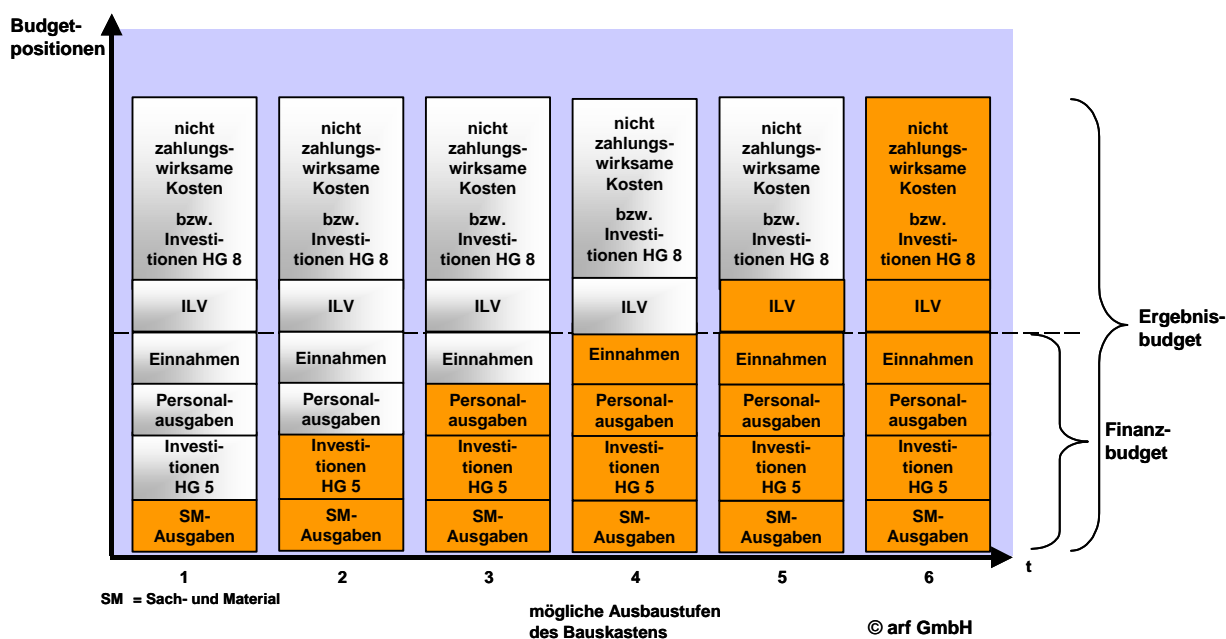 Budget-
positionen
nicht
zahlungs-
wirksame
Kosten
bzw.
Investi-
tionen HG 8
ILV
Einnahmen
Personal-
ausgaben
Investi-
tionen
HG 5
SM-
Ausgaben
nicht
zahlungs-
wirksame
Kosten
bzw.
Investi-
tionen HG 8
ILV
Einnahmen
Personal-
ausgaben
Investi-
tionen
HG 5
SM-
Ausgaben
nicht
zahlungs-
wirksame
Kosten
bzw.
Investi-
tionen HG 8
ILV
Einnahmen
Personal-
ausgaben
Investi-
tionen
HG 5
SM-
Ausgaben
nicht
zahlungs-
wirksame
Kosten
bzw.
Investi-
tionen HG 8
ILV
Einnahmen
Personal-
ausgaben
Investi-
tionen
HG 5
SM-
Ausgaben
nicht
zahlungs-
wirksame
Kosten
bzw.
Investi-
tionen HG 8
ILV
Einnahmen
Personal-
ausgaben
Investi-
tionen
HG 5
SM-
Ausgaben
nicht
zahlungs-
wirksame
Kosten
bzw.
Investi-
tionen HG 8
ILV
Einnahmen
Personal-
ausgaben
Investi-
tionen
HG 5
SM-
Ausgaben
Ergebnis-
budget
Finanz-
budget
t
1 2 3 4 5 6
SM = Sach- und Material
mögliche Ausbaustufen
des Bauskastens
© arf GmbH